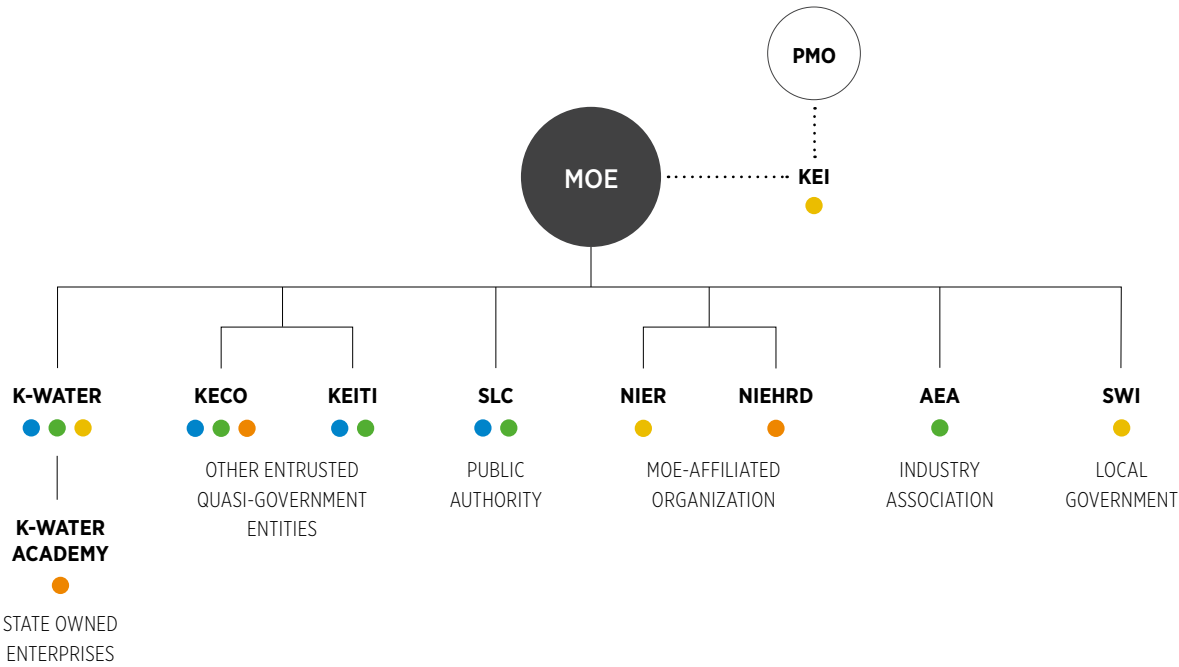 PMO
MOE
KEI
K-WATER
KECO
KEITI
SLC
NIER
NIEHRD
AEA
SWI
OTHER ENTRUSTED
QUASI-GOVERNMENT
ENTITIES
PUBLIC
AUTHORITY
MOE-AFFILIATED
ORGANIZATION
INDUSTRY
ASSOCIATION
LOCAL
GOVERNMENT
K-WATER
ACADEMY
STATE OWNED
ENTERPRISES